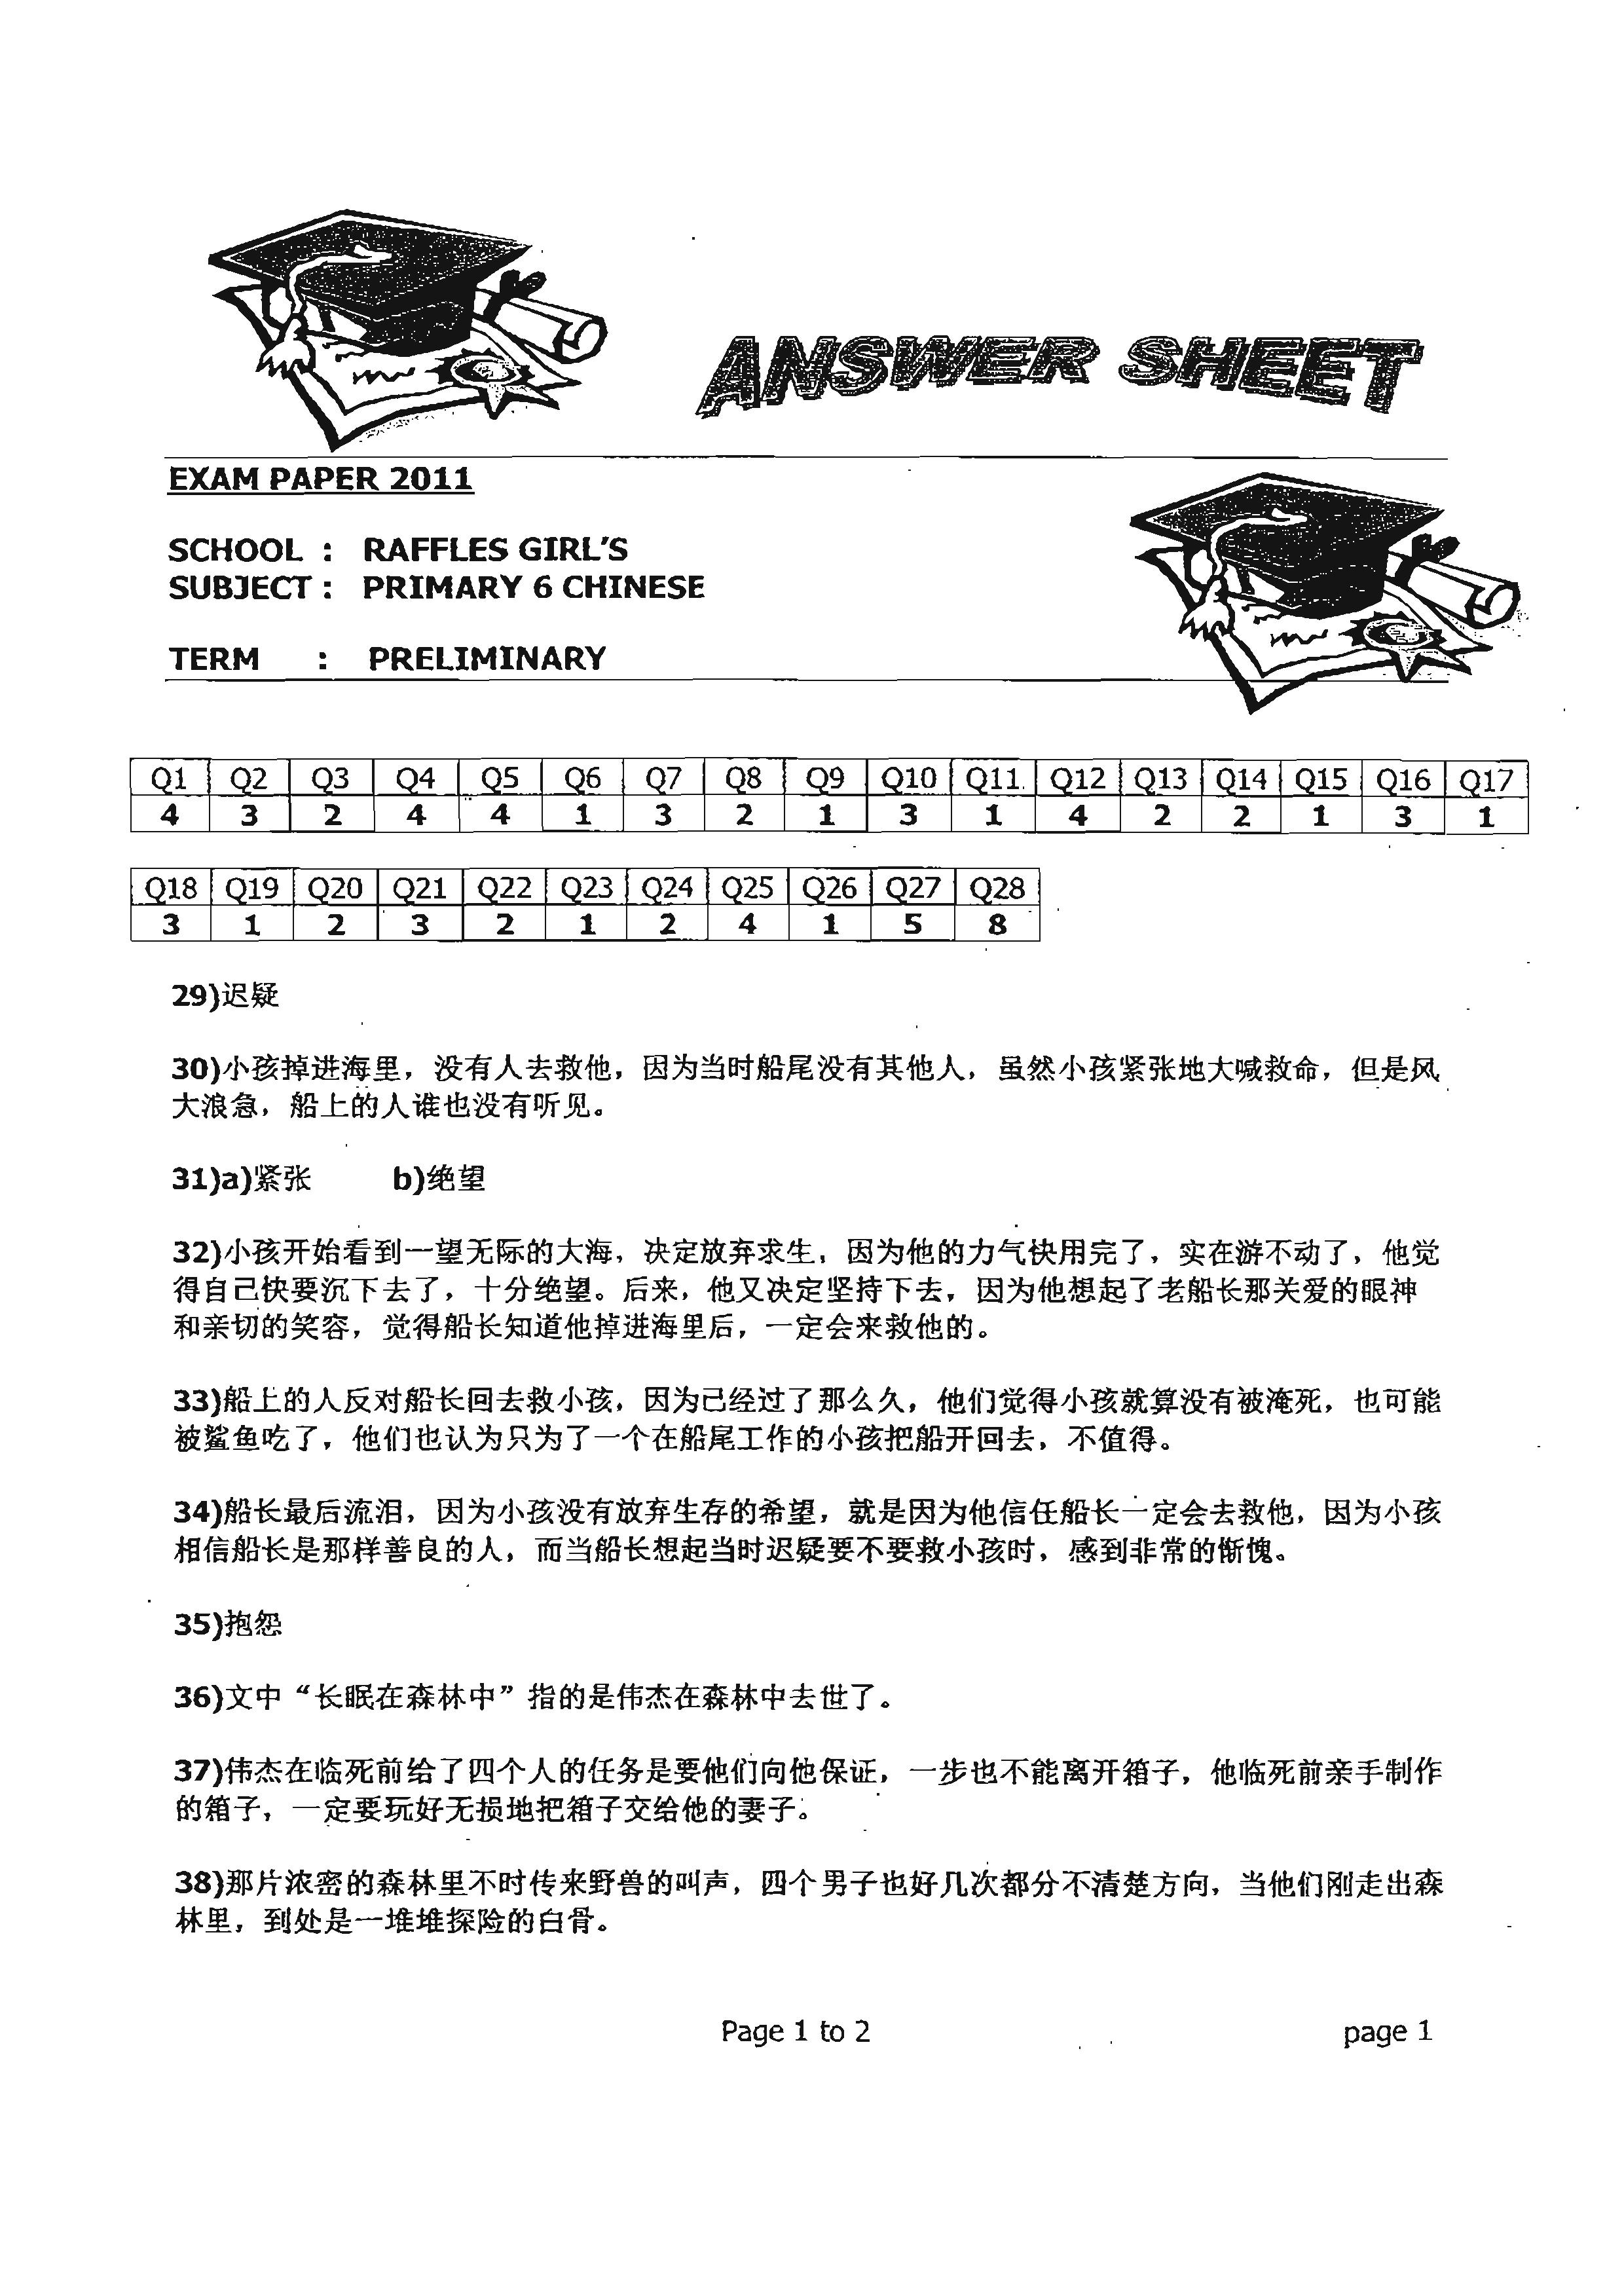 ANSWER SHEET
EXAM PAPER 2011
SCHOOL : RAFFLES GIRL'S
SUBJECT : PRIMARY 6 CHINESE
TERM : PRELIMINARY
Q1 Q2 Q3 Q4 Q5 Q6 Q7 Q8 Q9 Q10 Q11 Q12 Q13 Q14 Q15 Q16 Q17
4 3 2 4 4 1 3 2 1 3 1 4 2 2 1 3 1
Q18 Q19 Q20 Q21 Q22 Q23 Q24 Q25 Q26 Q27 Q28
3 1 2 3 2 1 2 4 1 5 8
29)迟疑
30)小孩掉进海里，没有人去救他，因为当时船尾没有其他人，虽然小孩紧张地大喊救命，但是风
大浪急，船上的人谁也没有听见。
31)a)紧张 b)绝望
32)小孩开始看到一望无际的大海，决定放弃求生，因为他的力气快用完了，实在游不动了，他觉
得自己快要沉下去了，十分绝望。后来，他又决定坚持下去，因为他想起了老船长那关爱的眼神
和亲切的笑容，觉得船长知道他掉进海里后，一定会来救他的。
33)船上的人反对船长回去救小孩，因为已经过了那么久，他们觉得小孩就算没有被淹死，也可能
被鲨鱼吃了，他们也认为只为了一个在船尾工作的小孩把船开回去，不值得。
34)船长最后流泪，因为小孩没有放弃生存的希望，就是因为他信任船长一定会去救他，因为小孩
相信船长是那样善良的人，而当船长想起当时迟疑要不要救小孩时，感到非常的惭愧。
35)抱怨
36)文中“长眠在森林中”指的是伟杰在森林中去世了。
37)伟杰在临死前给了四个人的任务是要他们向他保证，一步也不能离开箱子，他临死前亲手制作
的箱子，一定要玩好无损地把箱子交给他的妻子。
38)那片浓密的森林里不时传来野兽的叫声，四个男子也好几次都分不清楚方向，当他们刚走出森
林里，到处是一堆堆探险的白骨。
Page 1 to 2 page 1